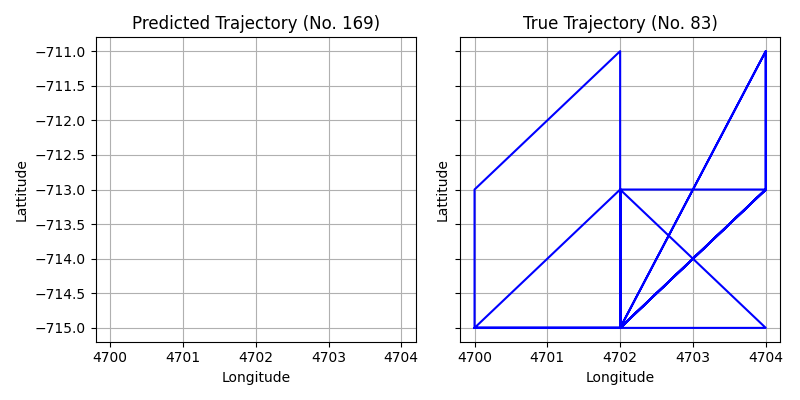 Predicted Trajectory (No. 169)
True Trajectory (No. 83)
Lattitude
−711.0
−711.5
−712.0
−712.5
−713.0
−713.5
−714.0
−714.5
−715.0
4700 4701 4702 4703 4704
Longitude
Lattitude
4700 4701 4702 4703 4704
Longitude